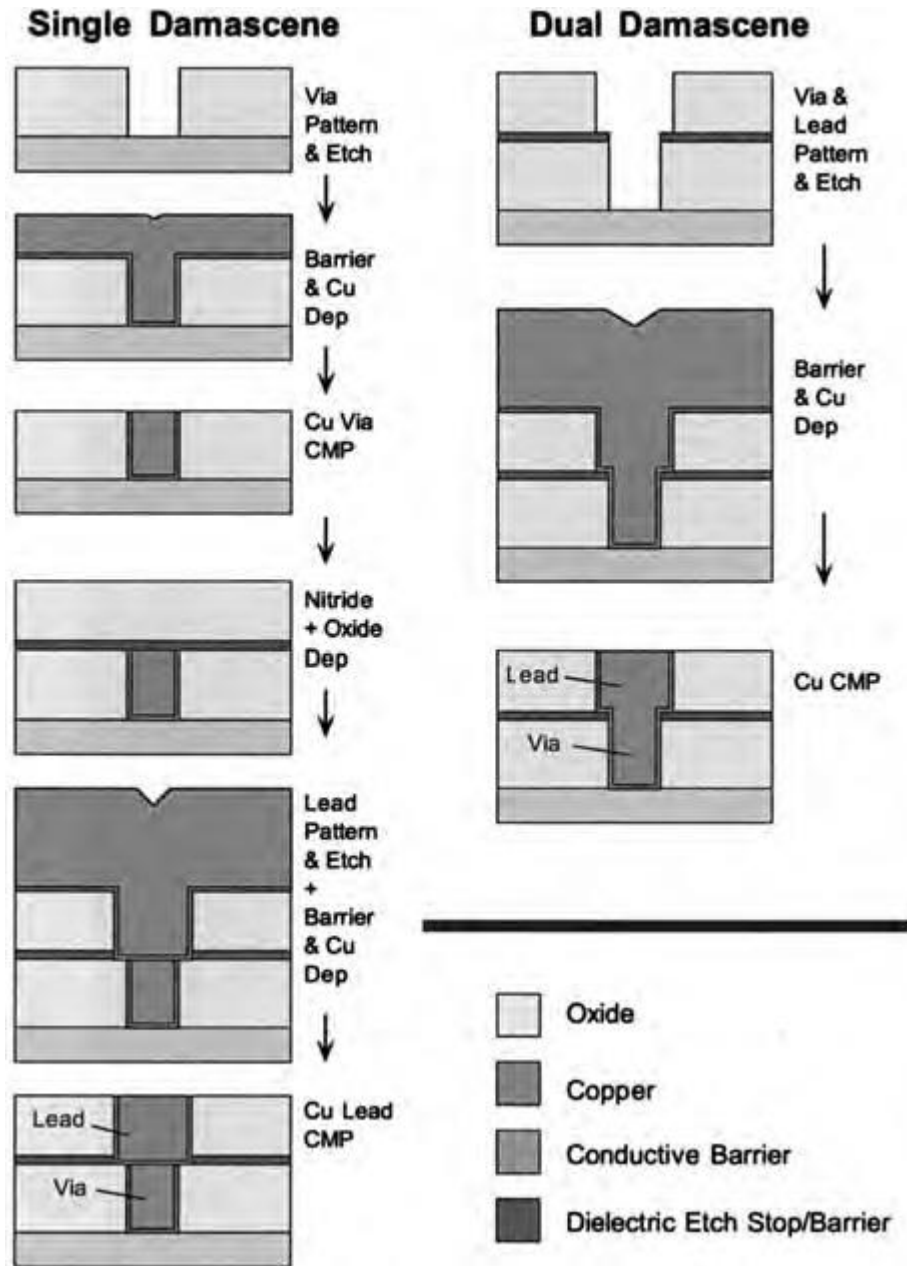 Single Damascene
Via
Pattern
& Etch
Barrier
& Cu
Dep
Cu Via
CMP
Nitride
+ Oxide
Dep
Lead
Pattern
& Etch
+
Barrier
& Cu
Dep
Cu Lead
CMP
Lead
Via
Dual Damascene
Via &
Lead
Pattern
& Etch
Barrier
& Cu
Dep
Cu CMP
Lead
Via
Oxide
Copper
Conductive Barrier
Dielectric Etch Stop/Barrier